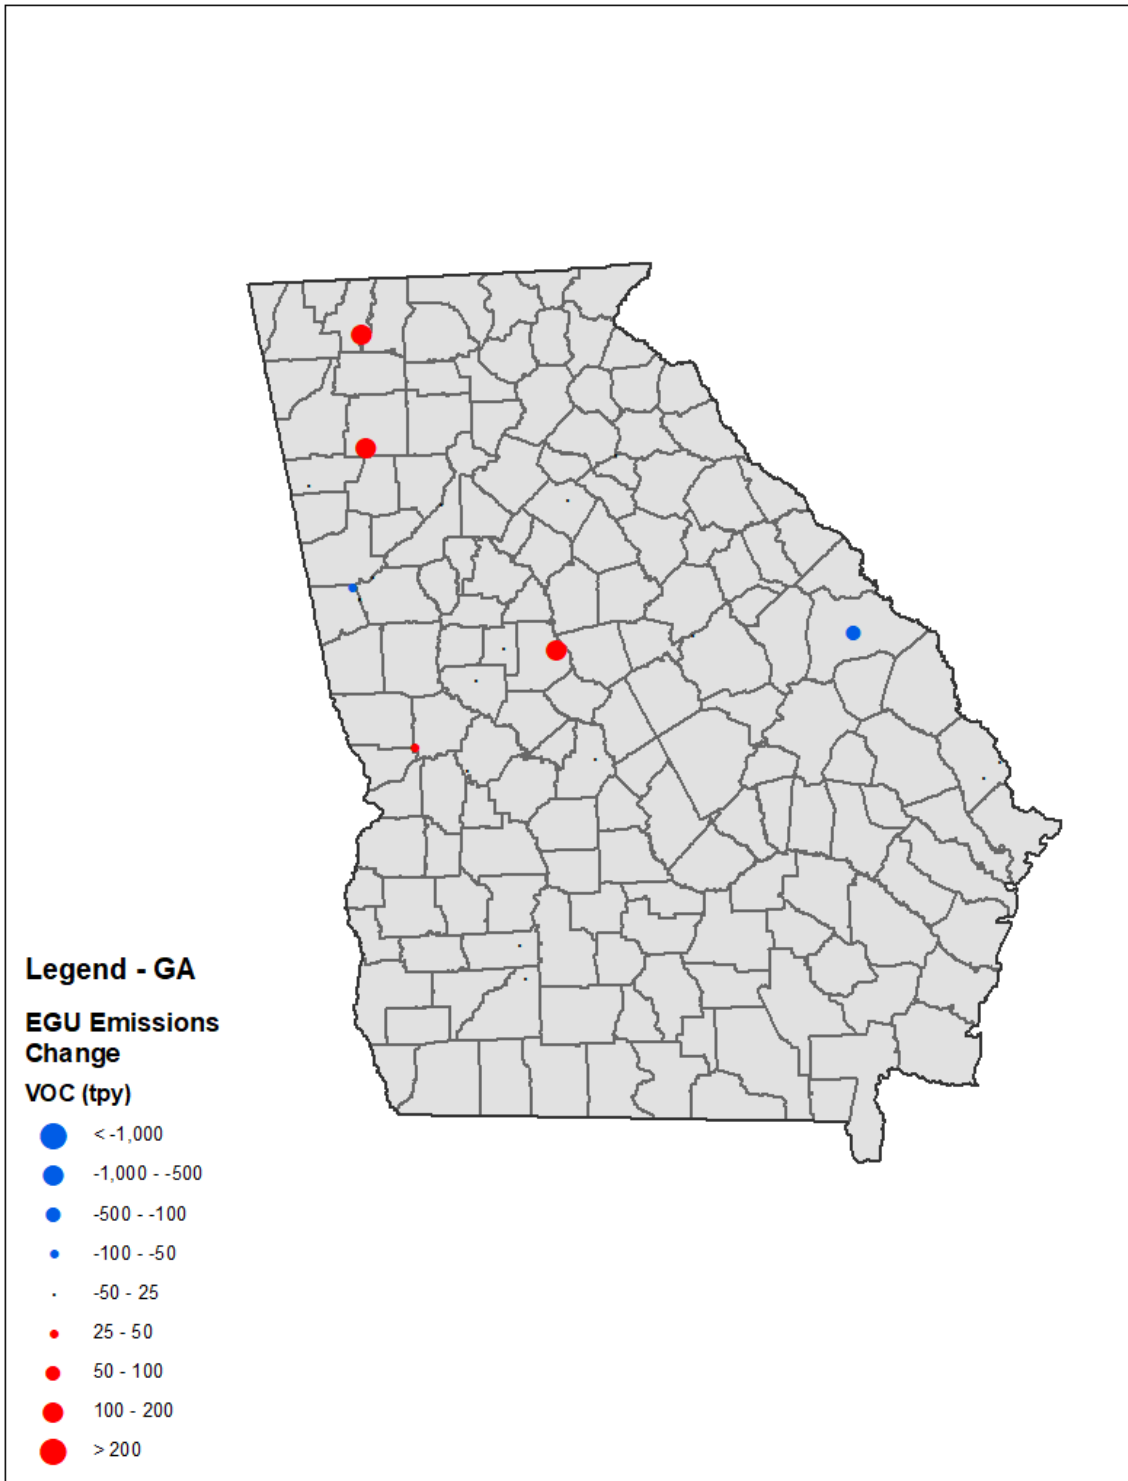 Legend - GA
EGU Emissions
Change
VOC (tpy)
< -1,000
-1,000 - -500
-500 - -100
-100 - -50
-50 - 25
25 - 50
50 - 100
100 - 200
> 200